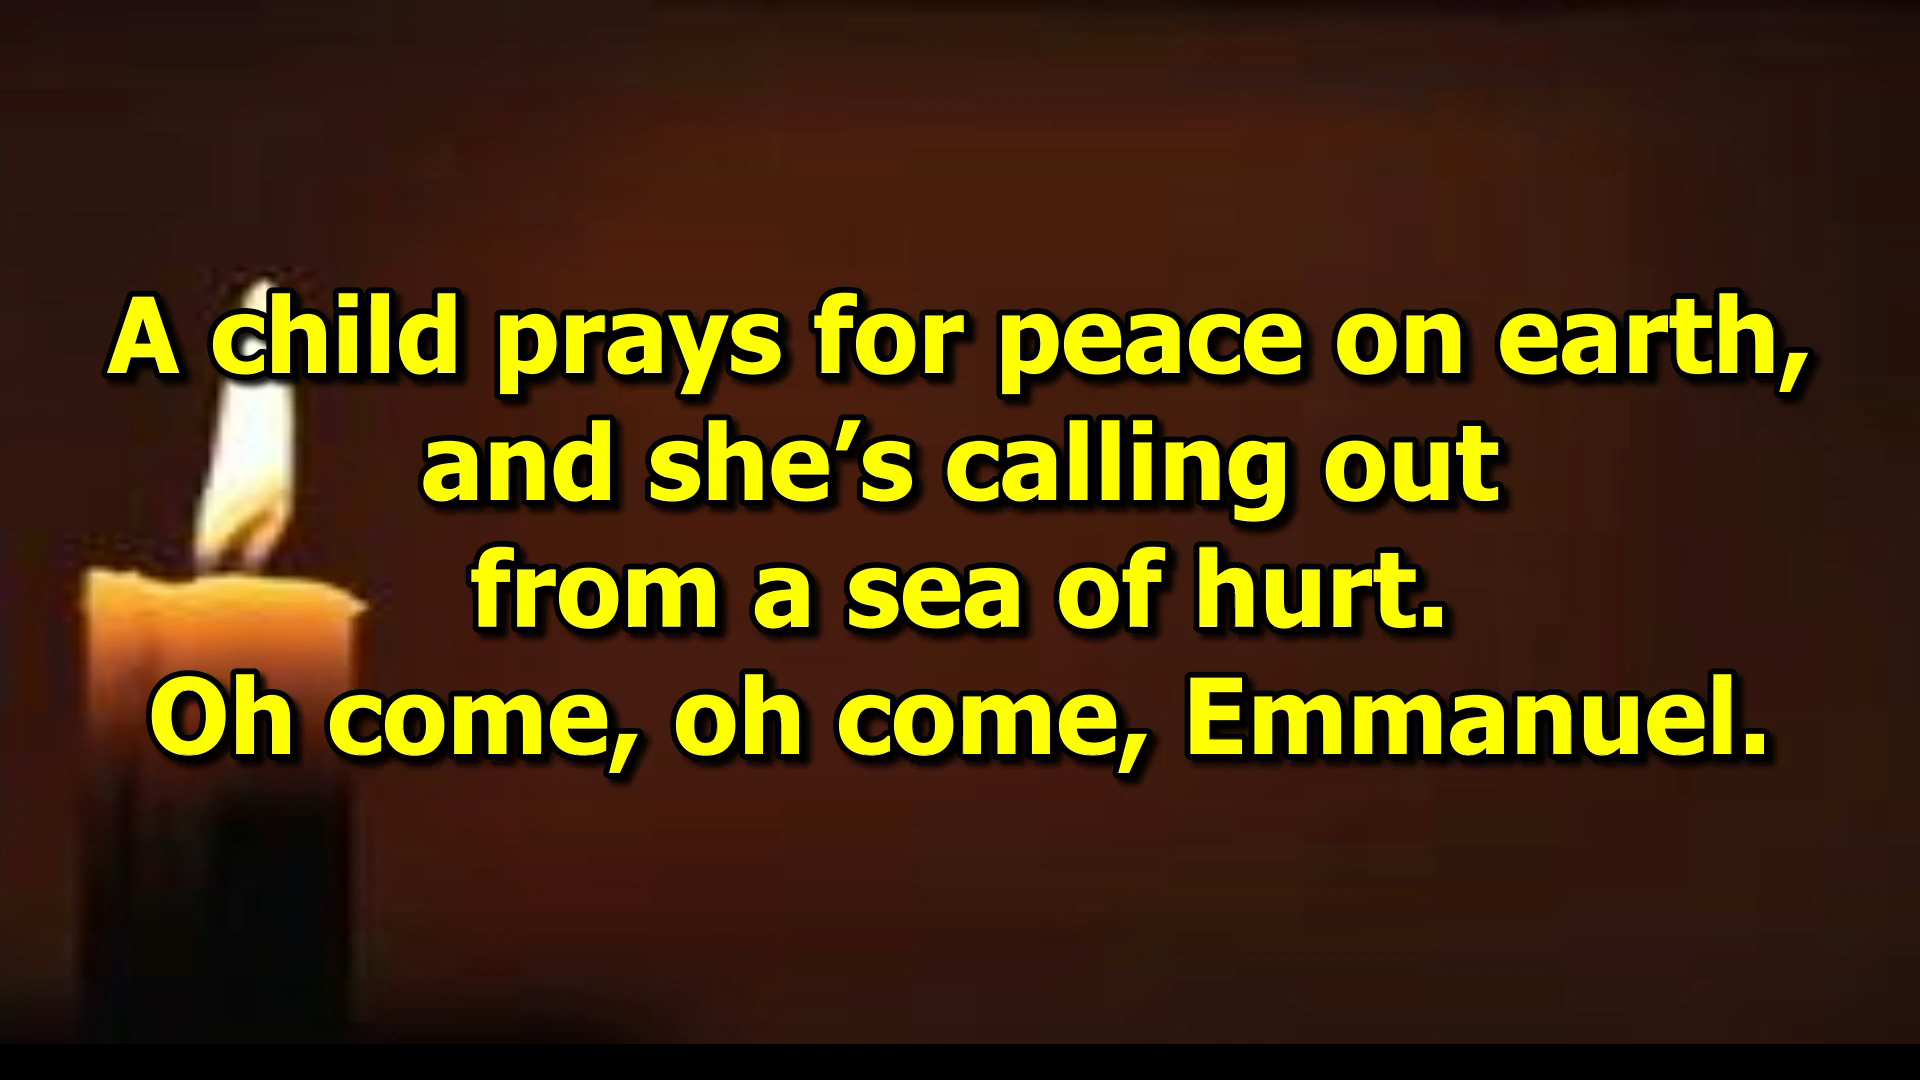 A child prays for peace on earth,
and she’s calling out
from a sea of hurt.
Oh come, oh come, Emmanuel.